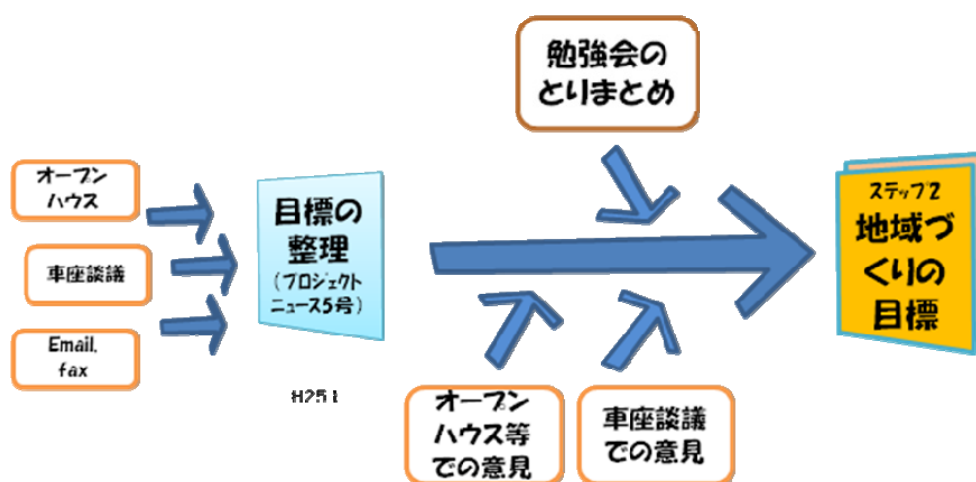 勉強会の
とりまとめ
オープン
ハウス
車座談議
Email.
fax
目標の
整理
(プロジェクト
ニュース5号)
H25.1
オープン
ハウス等
での意見
車座談議
での意見
ステップ2
地域づ
くりの
目標